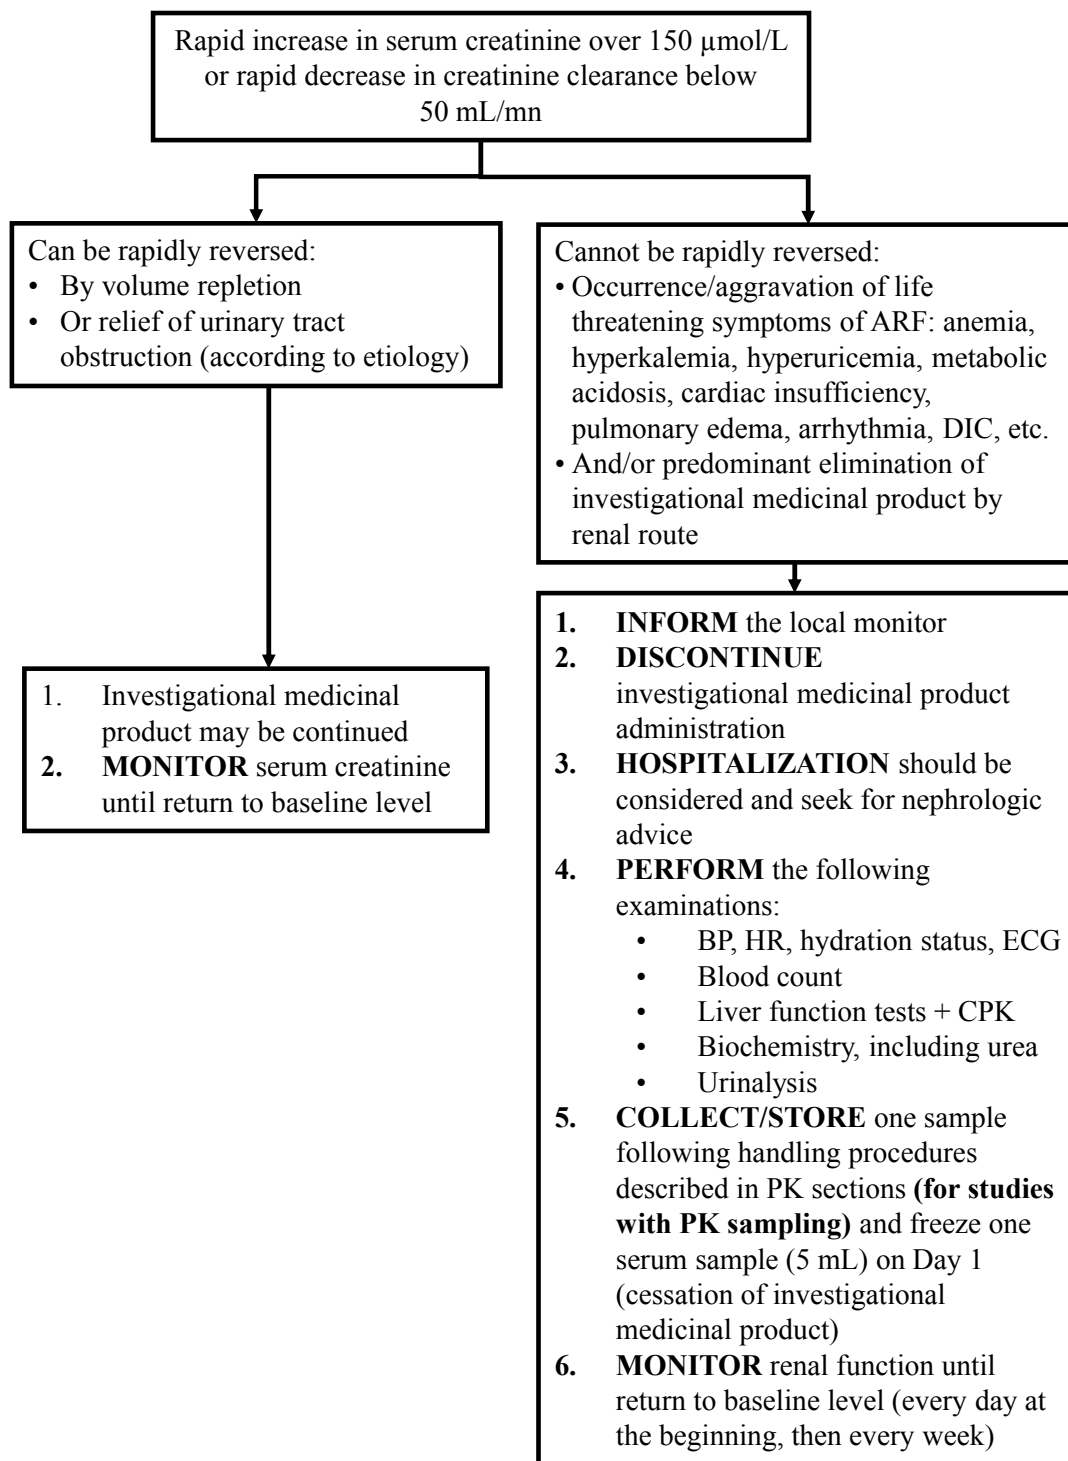 Rapid increase in serum creatinine over 150 µmol/L
or rapid decrease in creatinine clearance below
50 mL/mn
Can be rapidly reversed:
• By volume repletion
• Or relief of urinary tract
obstruction (according to etiology)
Cannot be rapidly reversed:
• Occurrence/aggravation of life
threatening symptoms of ARF: anemia,
hyperkalemia, hyperuricemia, metabolic
acidosis, cardiac insufficiency,
pulmonary edema, arrhythmia, DIC, etc.
• And/or predominant elimination of
investigational medicinal product by
renal route
1. Investigational medicinal
product may be continued
2. MONITOR serum creatinine
until return to baseline level
1. INFORM the local monitor
2. DISCONTINUE
investigational medicinal product
administration
3. HOSPITALIZATION should be
considered and seek for nephrologic
advice
4. PERFORM the following
examinations:
• BP, HR, hydration status, ECG
• Blood count
• Liver function tests + CPK
• Biochemistry, including urea
• Urinalysis
5. COLLECT/STORE one sample
following handling procedures
described in PK sections (for studies
with PK sampling) and freeze one
serum sample (5 mL) on Day 1
(cessation of investigational
medicinal product)
6. MONITOR renal function until
return to baseline level (every day at
the beginning, then every week)